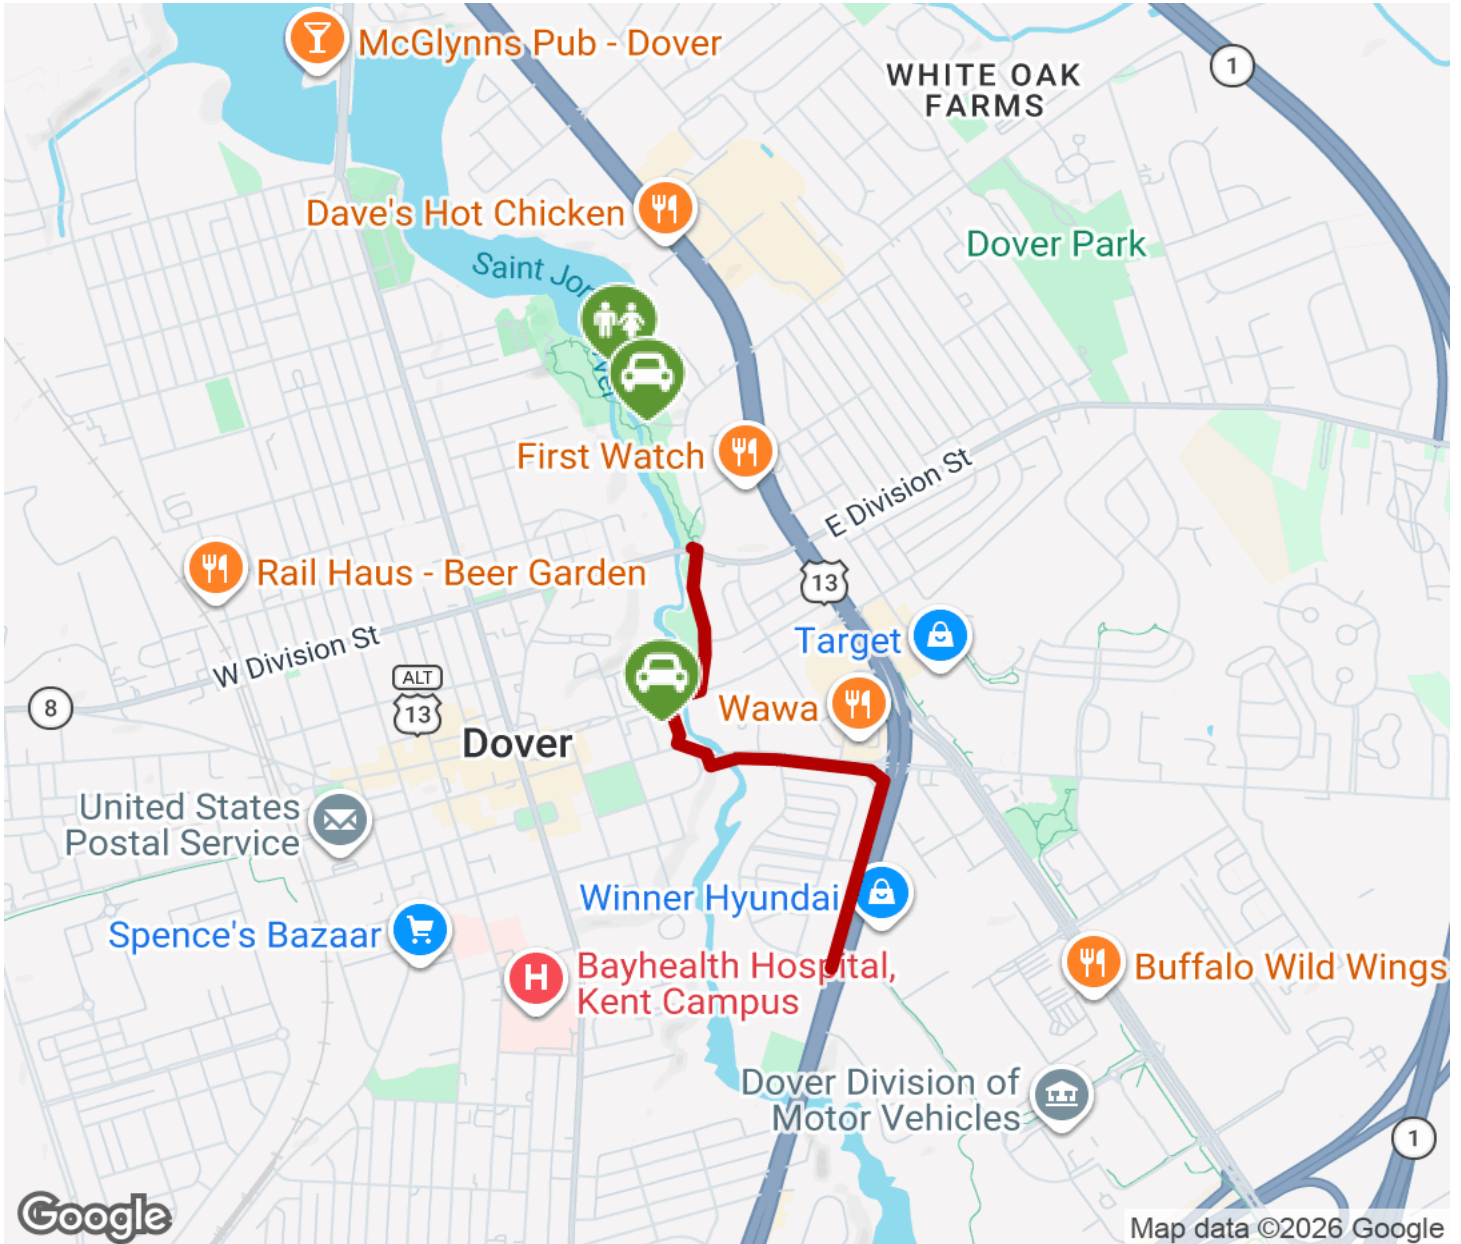 McGlynns Pub - Dover
WHITE OAK
FARMS
1
Dave's Hot Chicken
Dover Park
Saint Jo
First Watch
E Division St
Rail Haus - Beer Garden
13
W Division St
Target
ALT
13
8
Wawa
Dover
United States
Postal Service
Winner Hyundai
Spence's Bazaar
H
Bayhealth Hospital,
Kent Campus
Buffalo Wild Wings
Dover Division of
Motor Vehicles
1
Google
Map data ©2026 Google